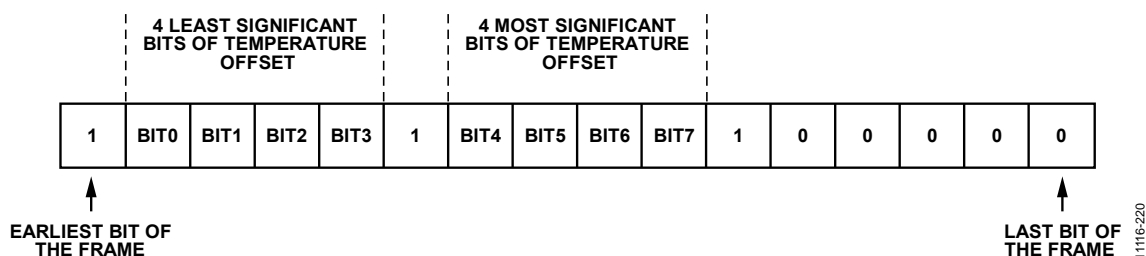 4 LEAST SIGNIFICANT
BITS OF TEMPERATURE
OFFSET
4 MOST SIGNIFICANT
BITS OF TEMPERATURE
OFFSET
1 BIT0 BIT1 BIT2 BIT3 1 BIT4 BIT5 BIT6 BIT7 1 0 0 0 0 0
EARLIEST BIT OF
THE FRAME
LAST BIT OF
THE FRAME
11116-220